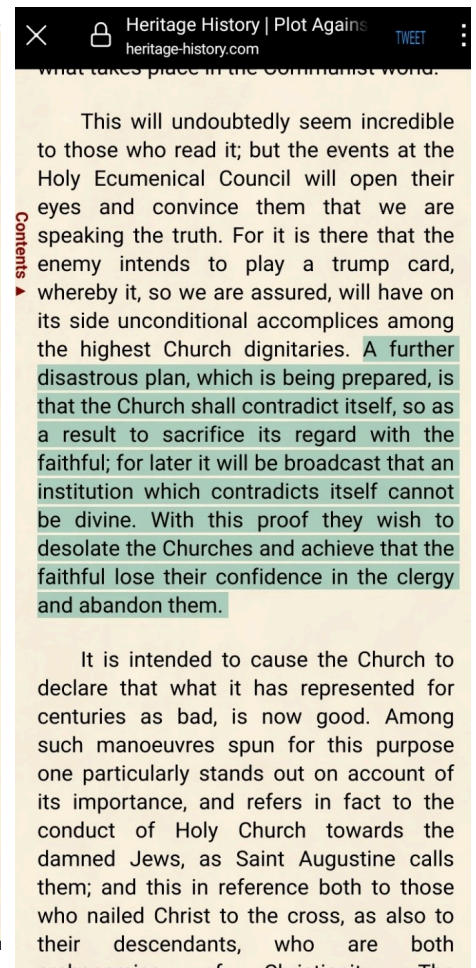 Heritage History | Plot Agains
heritage-history.com
TWEET
what takes place in the Communist world.
This will undoubtedly seem incredible
to those who read it; but the events at the
Holy Ecumenical Council will open their
eyes and convince them that we are
speaking the truth. For it is there that the
enemy intends to play a trump card,
whereby it, so we are assured, will have on
its side unconditional accomplices among
the highest Church dignitaries. A further
disastrous plan, which is being prepared, is
that the Church shall contradict itself, so as
a result to sacrifice its regard with the
faithful; for later it will be broadcast that an
institution which contradicts itself cannot
be divine. With this proof they wish to
desolate the Churches and achieve that the
faithful lose their confidence in the clergy
and abandon them.
It is intended to cause the Church to
declare that what it has represented for
centuries as bad, is now good. Among
such manoeuvres spun for this purpose
one particularly stands out on account of
its importance, and refers in fact to the
conduct of Holy Church towards the
damned Jews, as Saint Augustine calls
them; and this in reference both to those
who nailed Christ to the cross, as also to
their descendants, who are both
Contents